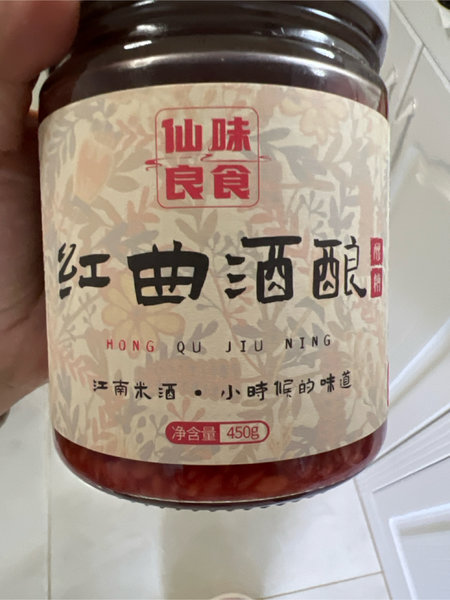 仙味
良食
红曲酒酿
HONG QU JIU NING
江南米酒·小時候的味道
净含量 450g